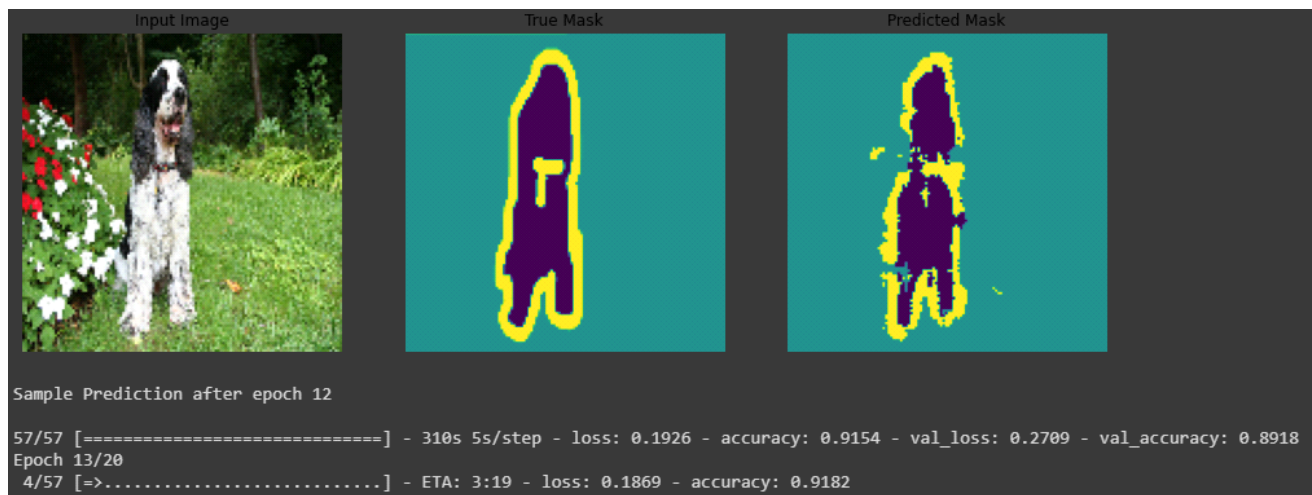 Input Image True Mask Predicted Mask
Sample Prediction after epoch 12
57/57 [==============================] - 310s 5s/step - loss: 0.1926 - accuracy: 0.9154 - val_loss: 0.2709 - val_accuracy: 0.8918
Epoch 13/20
4/57 [=>............................] - ETA: 3:19 - loss: 0.1869 - accuracy: 0.9182